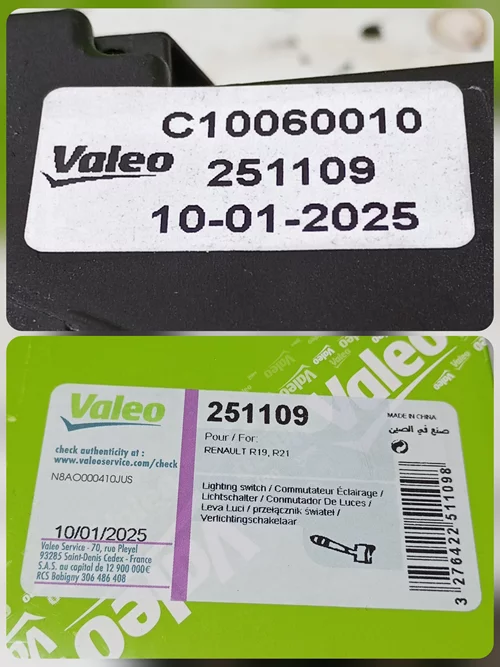 C10060010
Valeo
251109
10-01-2025
Valeo
Valeo
check authenticity at :
www.valeoservice.com/check
N8AO000410JUS
10/01/2025
Valeo Service - 70, rue Pleyel
93285 Saint-Denis Cedex - France
S.A.S. au capital de 12 900 000€
RCS Bobigny 306 486 408
251109
Pour / For:
RENAULT R19, R21
MADE IN CHINA
صنع في الصين
Lighting switch / Commutateur Éclairage /
Lichtschalter / Conmutador De Luces /
Leva Luci / przełącznik świateł /
Verlichtingschakelaar
3 276422 511098
Valeo
Valeo